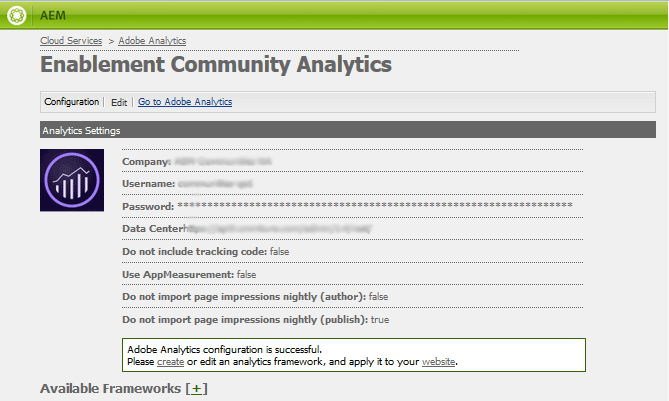 AEM
Cloud Services > Adobe Analytics
Enablement Community Analytics
Configuration | Edit | Go to Adobe Analytics
Analytics Settings
Company:
Username:
Password: ******************************************************************
Data Center
Do not include tracking code: false
Use AppMeasurement: false
Do not import page impressions nightly (author): false
Do not import page impressions nightly (publish): true
Adobe Analytics configuration is successful.
Please create or edit an analytics framework, and apply it to your website.
Available Frameworks [+]